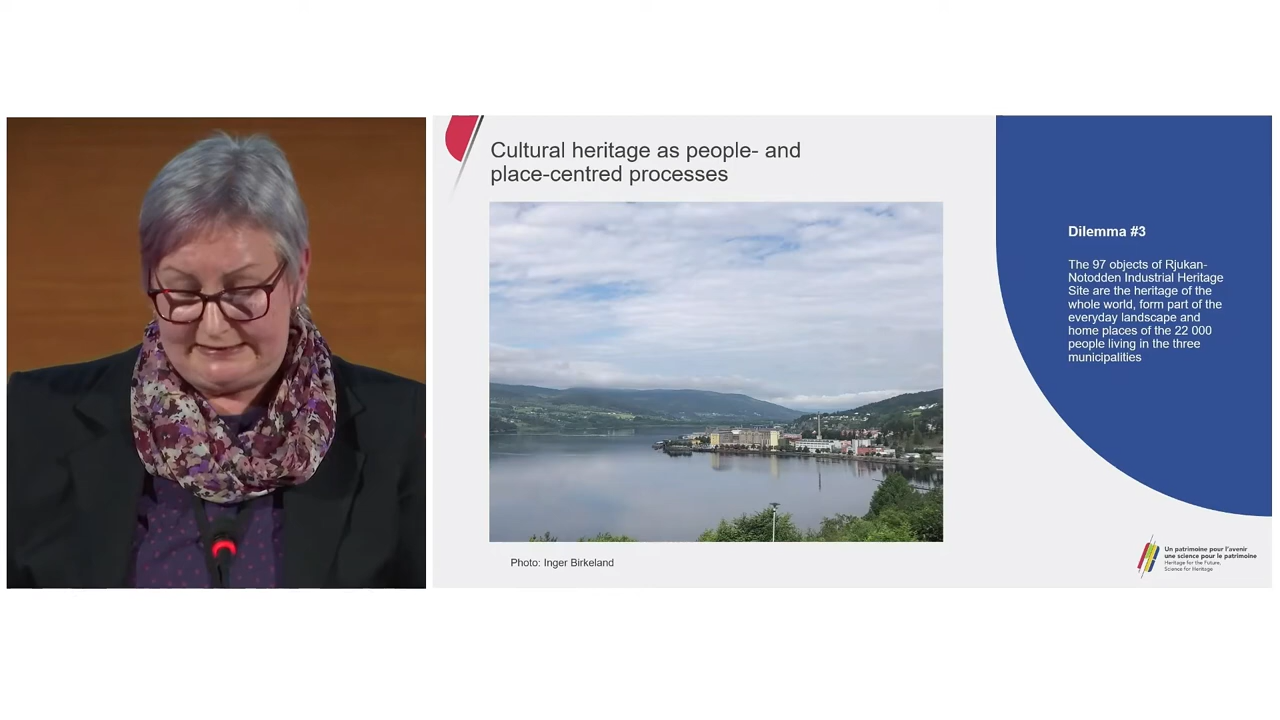 Cultural heritage as people- and
place-centred processes
Photo: Inger Birkeland
Dilemma #3
The 97 objects of Rjukan-
Notodden Industrial Heritage
Site are the heritage of the
whole world, form part of the
everyday landscape and
home places of the 22 000
people living in the three
municipalities
Un patrimoine pour l'avenir
une science pour le patrimoine
Heritage for the Future,
Science for Heritage